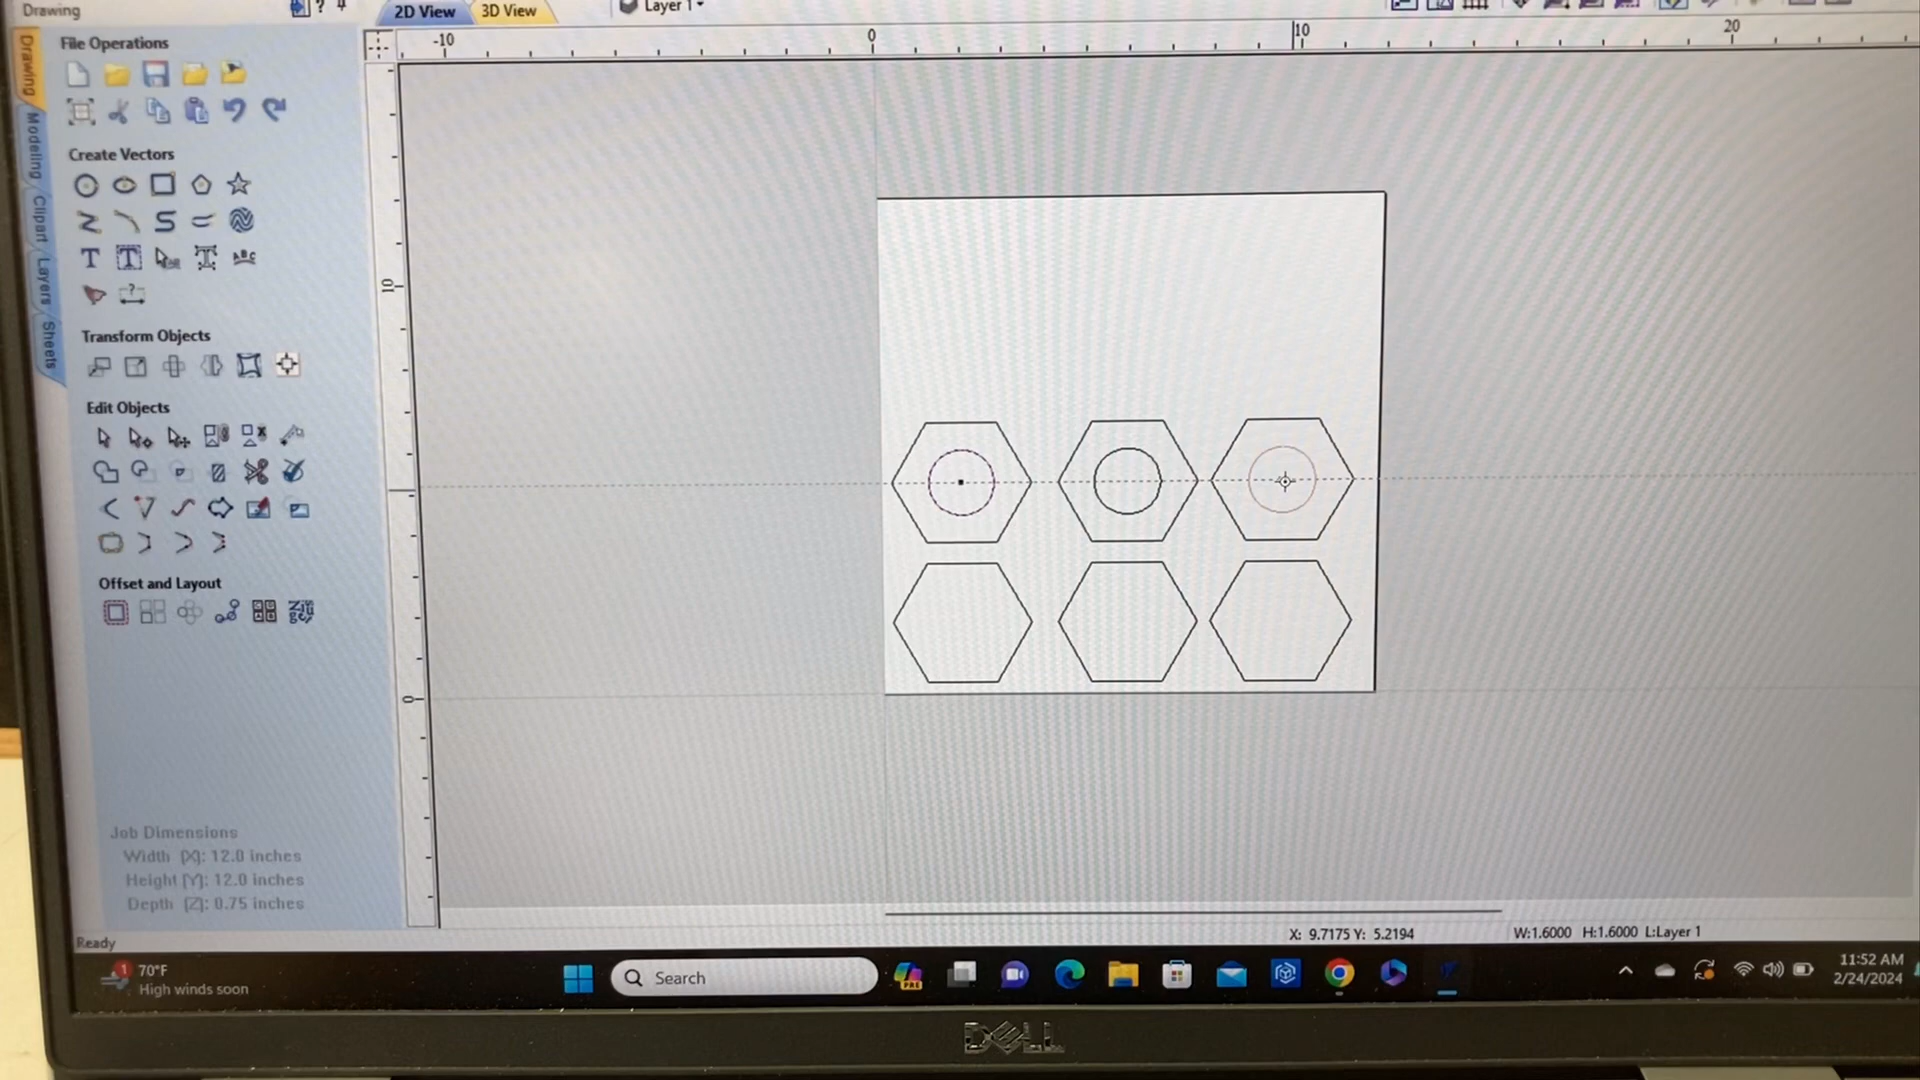 Drawing
?
2D View
3D View
Layer 1
-10
0
10
20
Drawing
Modeling
Clipart
Layers
Sheets
File Operations
Create Vectors
T
T
ABC
?
Transform Objects
Edit Objects
Offset and Layout
10
0
Job Dimensions
Width [X]: 12.0 inches
Height [Y]: 12.0 inches
Depth [Z]: 0.75 inches
Ready
X: 9.7175 Y: 5.2194
W:1.6000 H:1.6000 L:Layer 1
1
70°F
High winds soon
Search
PRE
11:52 AM
2/24/2024
DELL